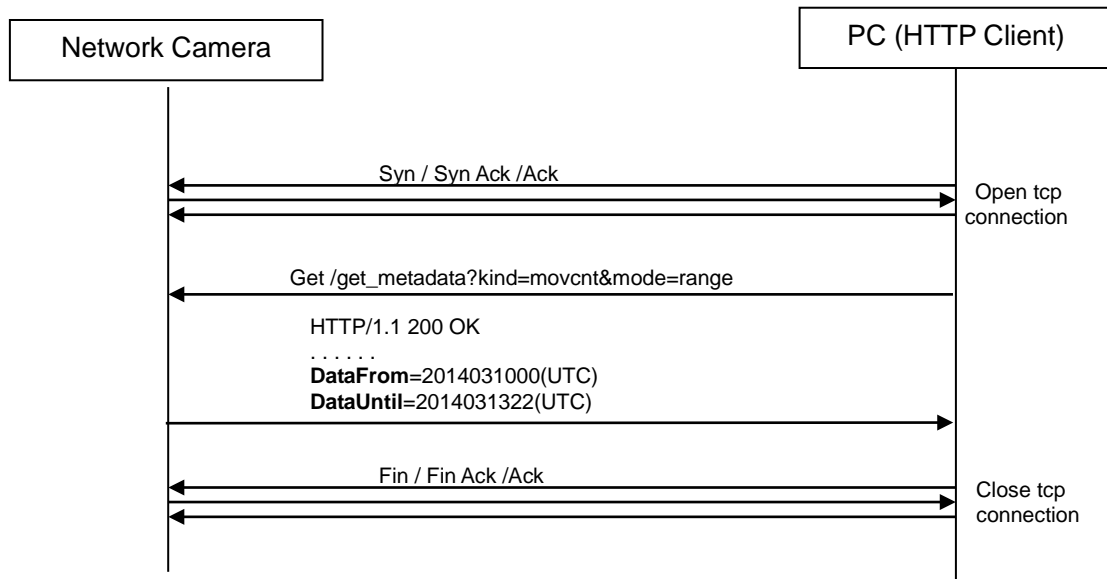 Network Camera
PC (HTTP Client)
Syn / Syn Ack /Ack
Open tcp
connection
Get /get_metadata?kind=movcnt&mode=range
HTTP/1.1 200 OK
. . . . . .
DataFrom=2014031000(UTC)
DataUntil=2014031322(UTC)
Fin / Fin Ack /Ack
Close tcp
connection